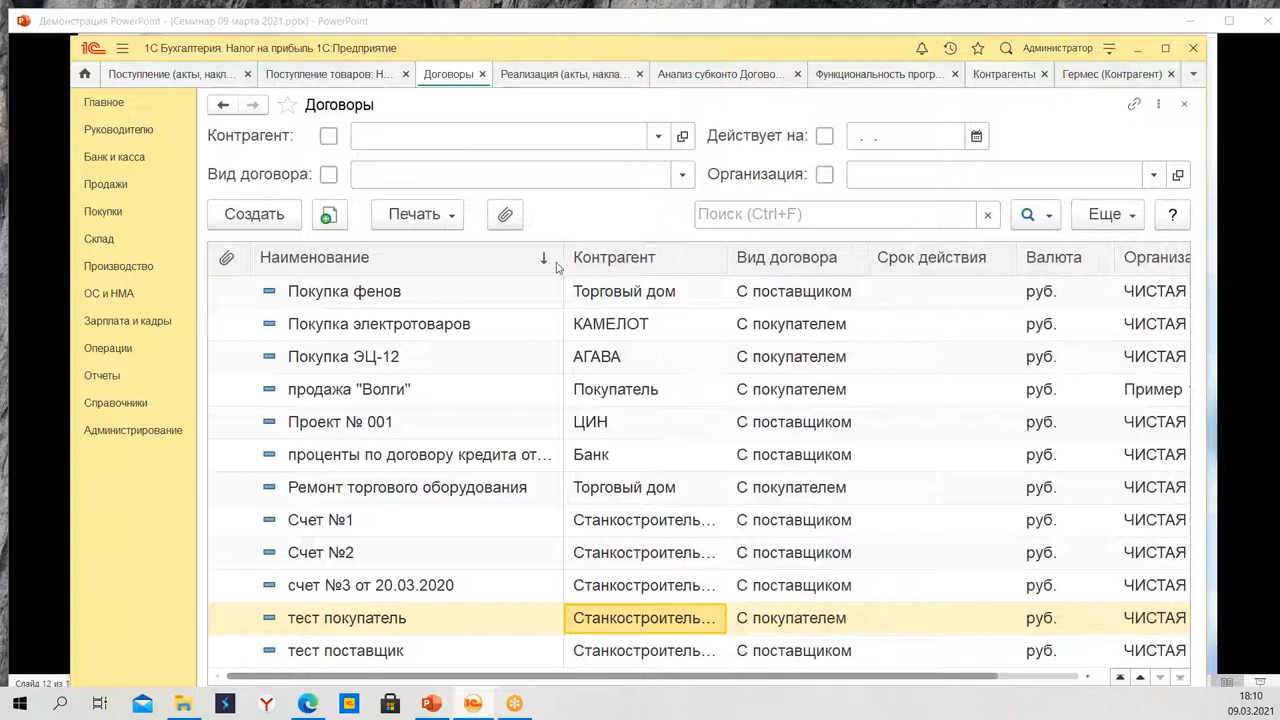 Демонстрация PowerPoint - [Семинар 09 марта 2021.pptx] - PowerPoint
1С Бухгалтерия. Налог на прибыль 1С:Предприятие
Администратор
Поступление (акты, накл...
Поступление товаров: Н...
Договоры
Реализация (акты, накла...
Анализ субконто Догово...
Функциональность прогр...
Контрагенты
Гермес (Контрагент)
Главное
Руководителю
Банк и касса
Продажи
Покупки
Склад
Производство
ОС и НМА
Зарплата и кадры
Операции
Отчеты
Справочники
Администрирование
Договоры
Контрагент:
Действует на: . .
Вид договора:
Организация:
Создать Печать Поиск (Ctrl+F) Еще ?
Наименование Контрагент Вид договора Срок действия Валюта Организа
Покупка фенов Торговый дом С поставщиком руб. ЧИСТАЯ
Покупка электротоваров КАМЕЛОТ С покупателем руб. ЧИСТАЯ
Покупка ЭЦ-12 АГАВА С покупателем руб. ЧИСТАЯ
продажа "Волги" Покупатель С покупателем руб. Пример
Проект № 001 ЦИН С поставщиком руб. ЧИСТАЯ
проценты по договору кредита от... Банк С поставщиком руб. ЧИСТАЯ
Ремонт торгового оборудования Торговый дом С покупателем руб. ЧИСТАЯ
Счет №1 Станкостроитель... С поставщиком руб. ЧИСТАЯ
Счет №2 Станкостроитель... С поставщиком руб. ЧИСТАЯ
счет №3 от 20.03.2020 Станкостроитель... С поставщиком руб. ЧИСТАЯ
тест покупатель Станкостроитель... С покупателем руб. ЧИСТАЯ
тест поставщик Станкостроитель... С поставщиком руб. ЧИСТАЯ
Слайд 12 из 1
18:10
09.03.2021